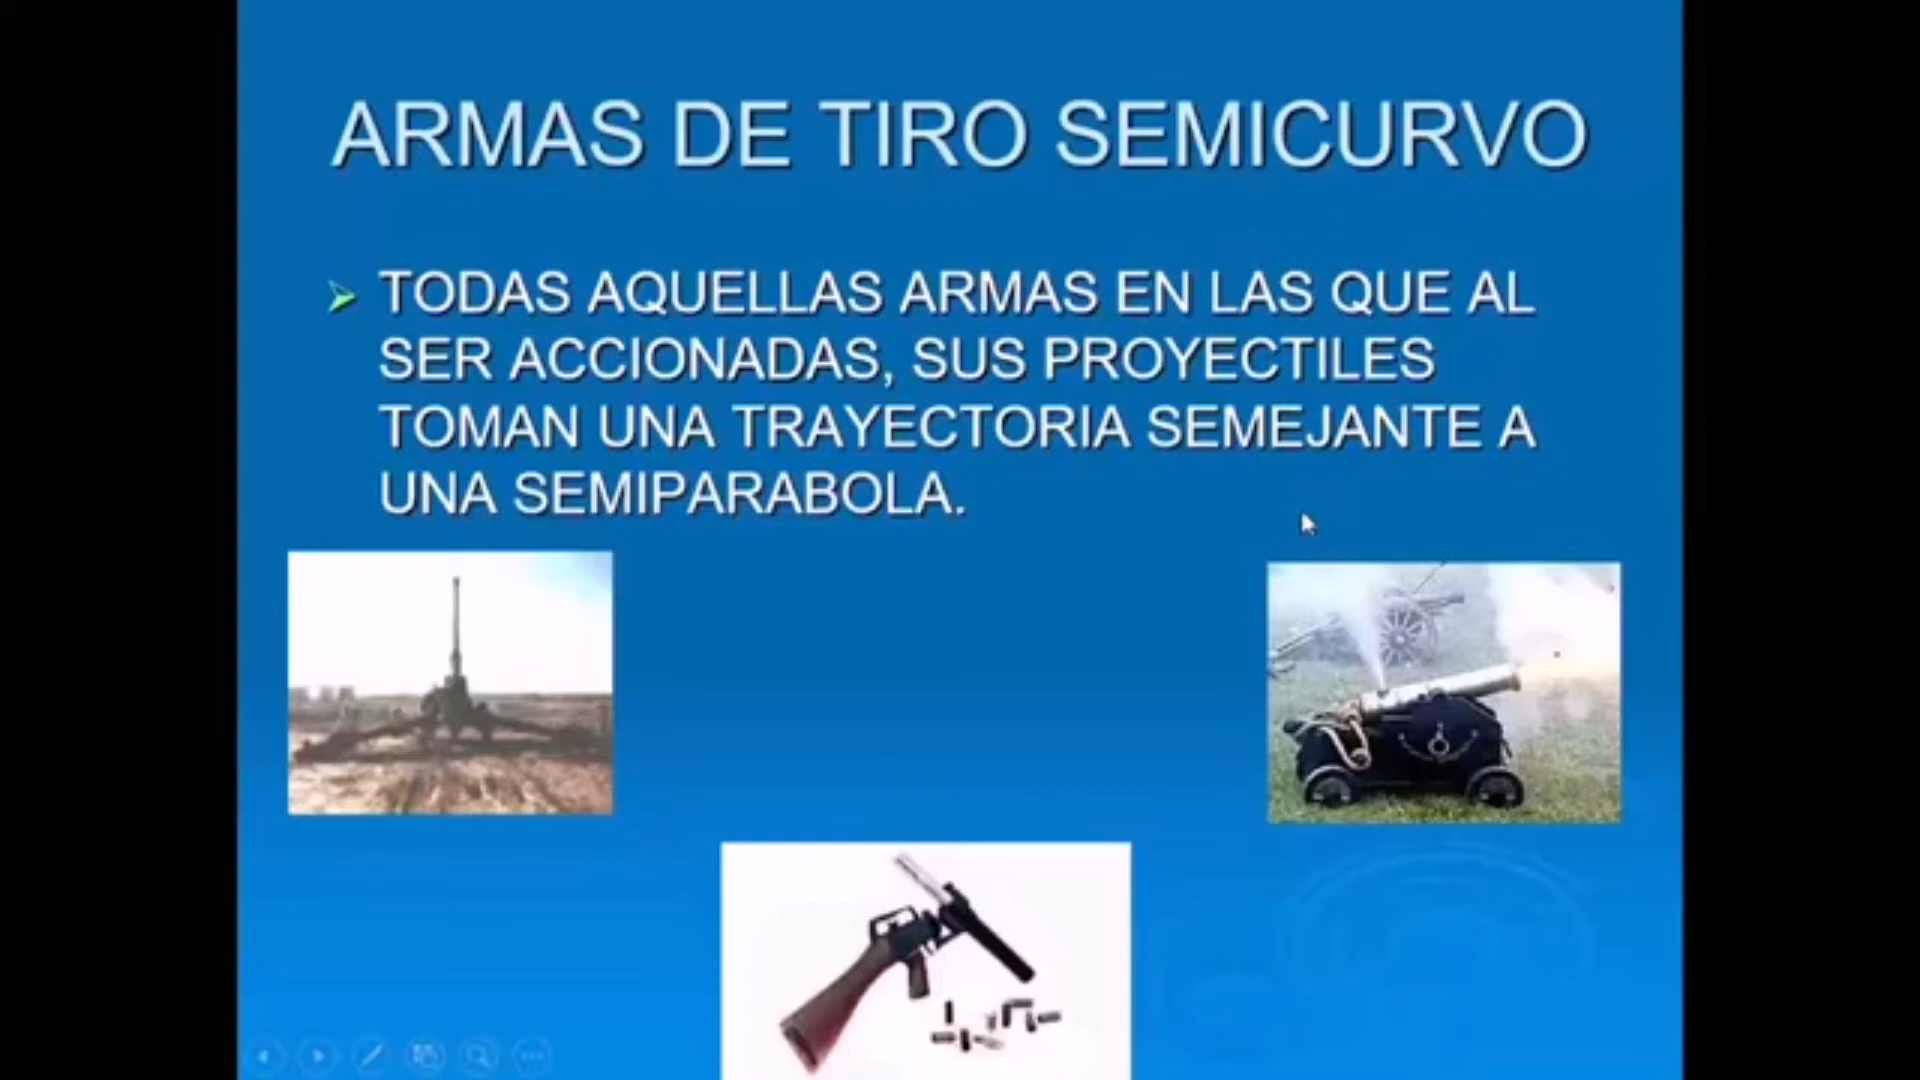 ARMAS DE TIRO SEMICURVO
TODAS AQUELLAS ARMAS EN LAS QUE AL
SER ACCIONADAS, SUS PROYECTILES
TOMAN UNA TRAYECTORIA SEMEJANTE A
UNA SEMIPARABOLA.